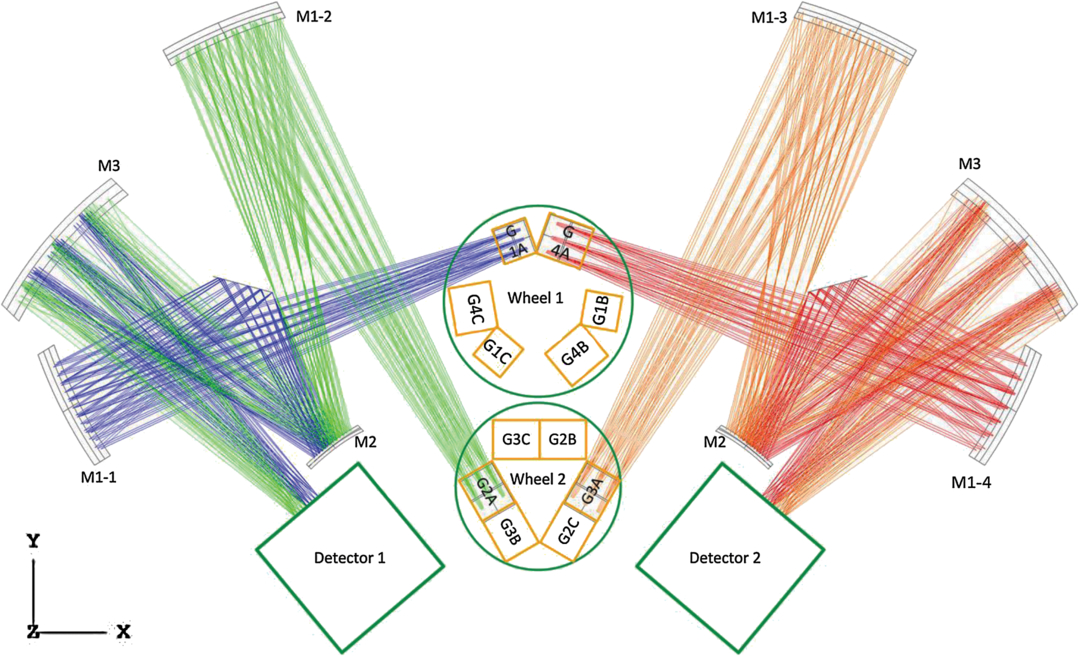 M1-2
M1-3
M3
M3
G
1A
G
4A
Wheel 1
G4C
G1B
G1C
G4B
M2
M2
M1-1
M1-4
G3C
G2B
Wheel 2
G2A
G3A
G3B
G2C
Detector 1
Detector 2
Y
Z
X